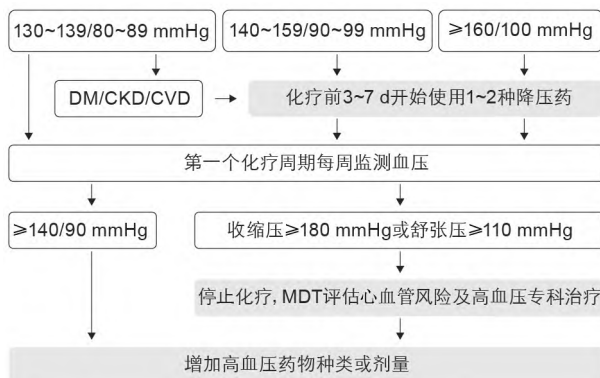 130~139/80~89 mmHg
140~159/90~99 mmHg
≥160/100 mmHg
DM/CKD/CVD
化疗前3~7 d开始使用1~2种降压药
第一个化疗周期每周监测血压
≥140/90 mmHg
收缩压≥180 mmHg或舒张压≥110 mmHg
停止化疗, MDT评估心血管风险及高血压专科治疗
增加高血压药物种类或剂量